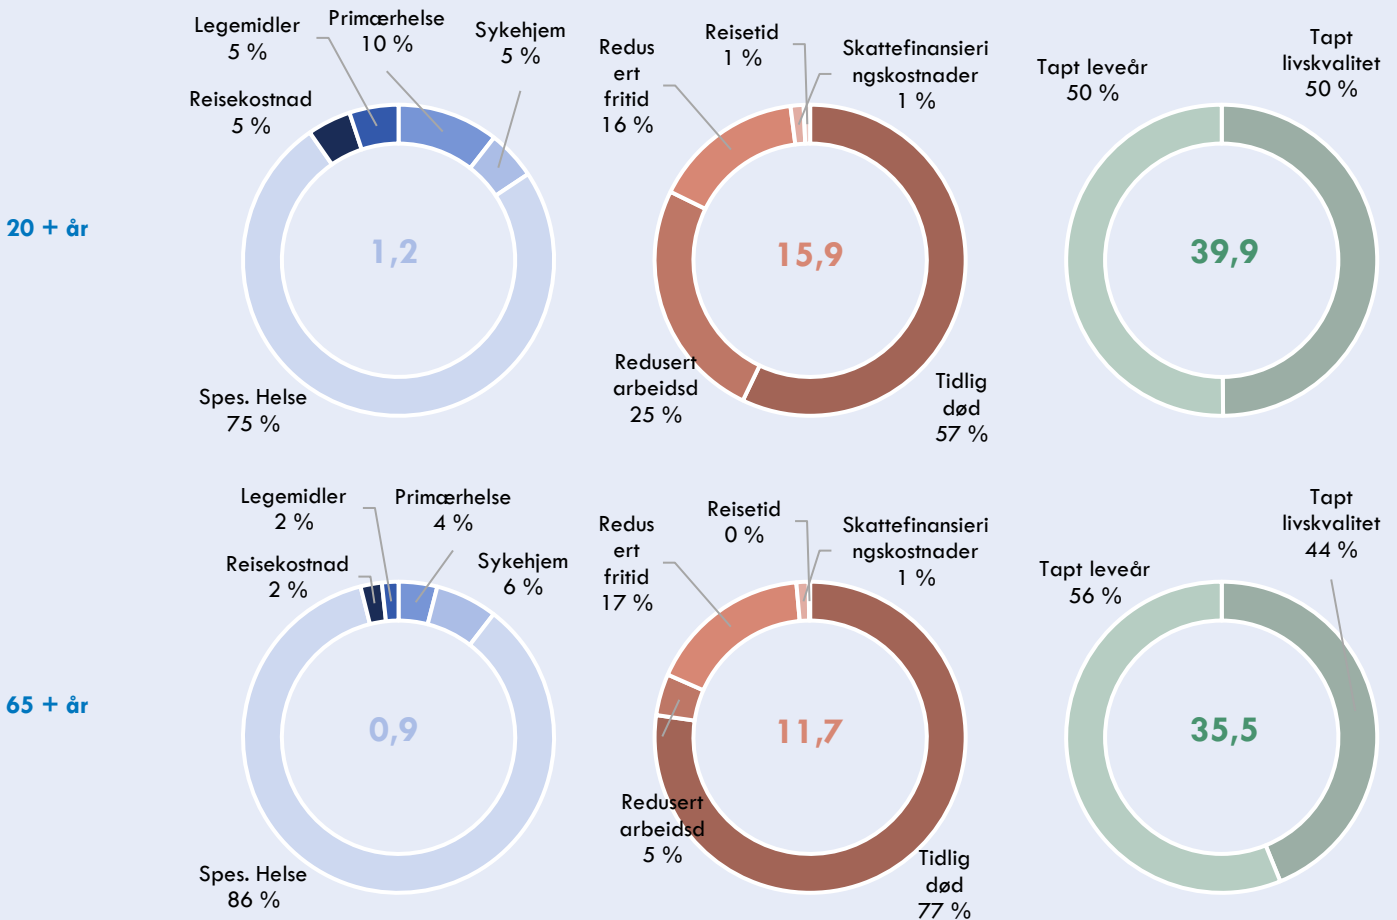 20 + år
Legemidler
5 %
Primærhelse
10 %
Sykehjem
5 %
Reisekostnad
5 %
Spes. Helse
75 %
1,2
Redus
ert
fritid
16 %
Reisetid
1 %
Skattefinansieri
ngskostnader
1 %
Redusert
arbeidsd
25 %
Tidlig
død
57 %
15,9
Tapt leveår
50 %
Tapt
livskvalitet
50 %
39,9
65 + år
Legemidler
2 %
Primærhelse
4 %
Reisekostnad
2 %
Sykehjem
6 %
Spes. Helse
86 %
0,9
Redus
ert
fritid
17 %
Reisetid
0 %
Skattefinansieri
ngskostnader
1 %
Redusert
arbeidsd
5 %
Tidlig
død
77 %
11,7
Tapt leveår
56 %
Tapt
livskvalitet
44 %
35,5